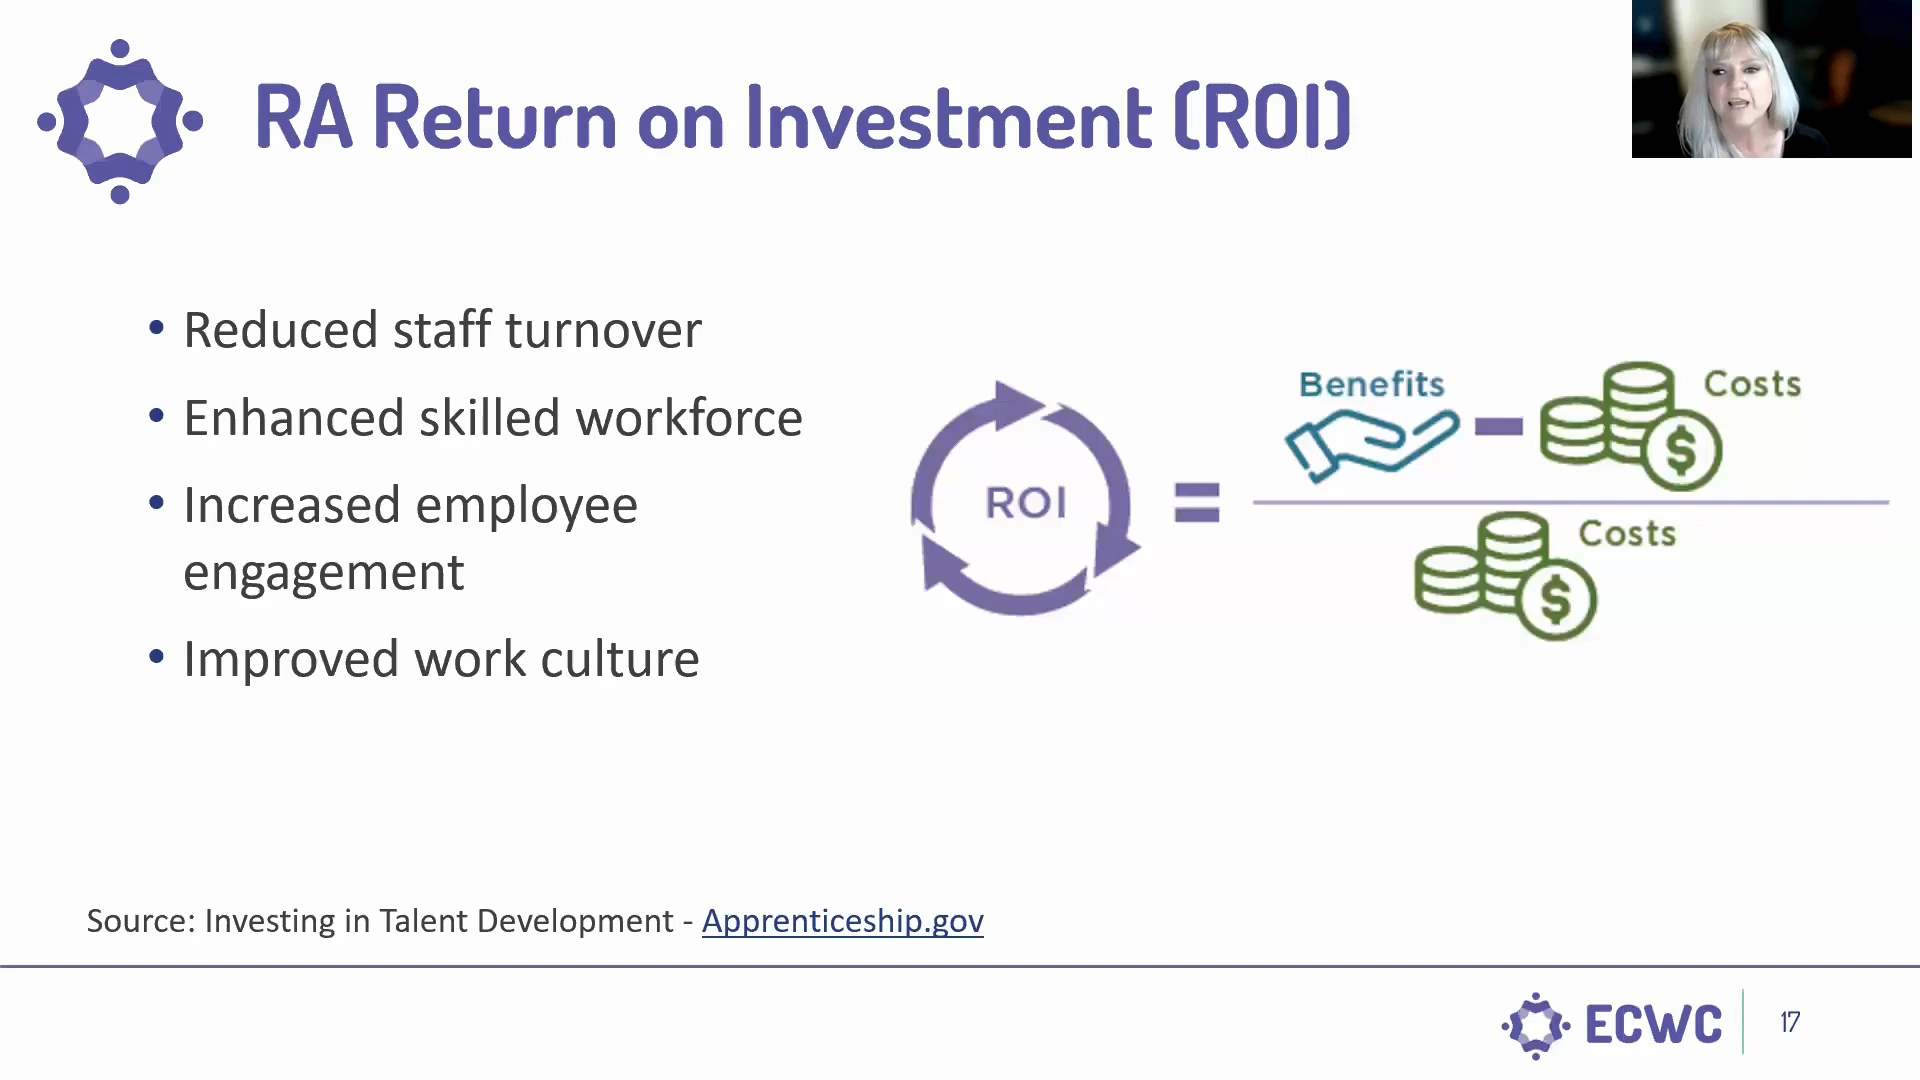 RA Return on Investment (ROI)
• Reduced staff turnover
• Enhanced skilled workforce
• Increased employee
engagement
• Improved work culture
ROI
=
Benefits
–
Costs
$
Costs
$
Source: Investing in Talent Development - Apprenticeship.gov
ECWC
17